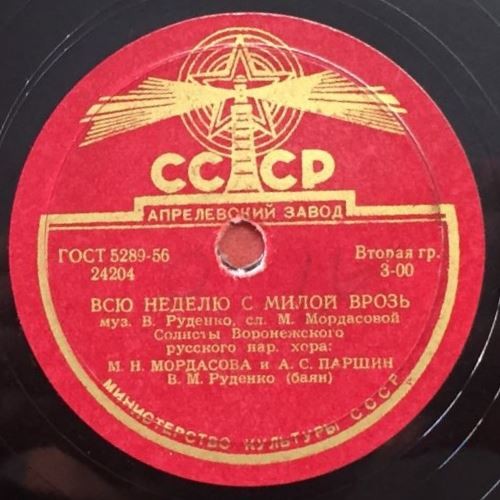 СССР
АПРЕЛЕВСКИЙ ЗАВОД
ГОСТ 5289-56
24204
Вторая гр.
3-00
ВСЮ НЕДЕЛЮ С МИЛОЙ ВРОЗЬ
муз. В. Руденко, сл. М. Мордасовой
Солисты Воронежского
русского нар. хора:
М. Н. МОРДАСОВА и А. С. ПАРШИН
В. М. Руденко (баян)
МИНИСТЕРСТВО КУЛЬТУРЫ СССР